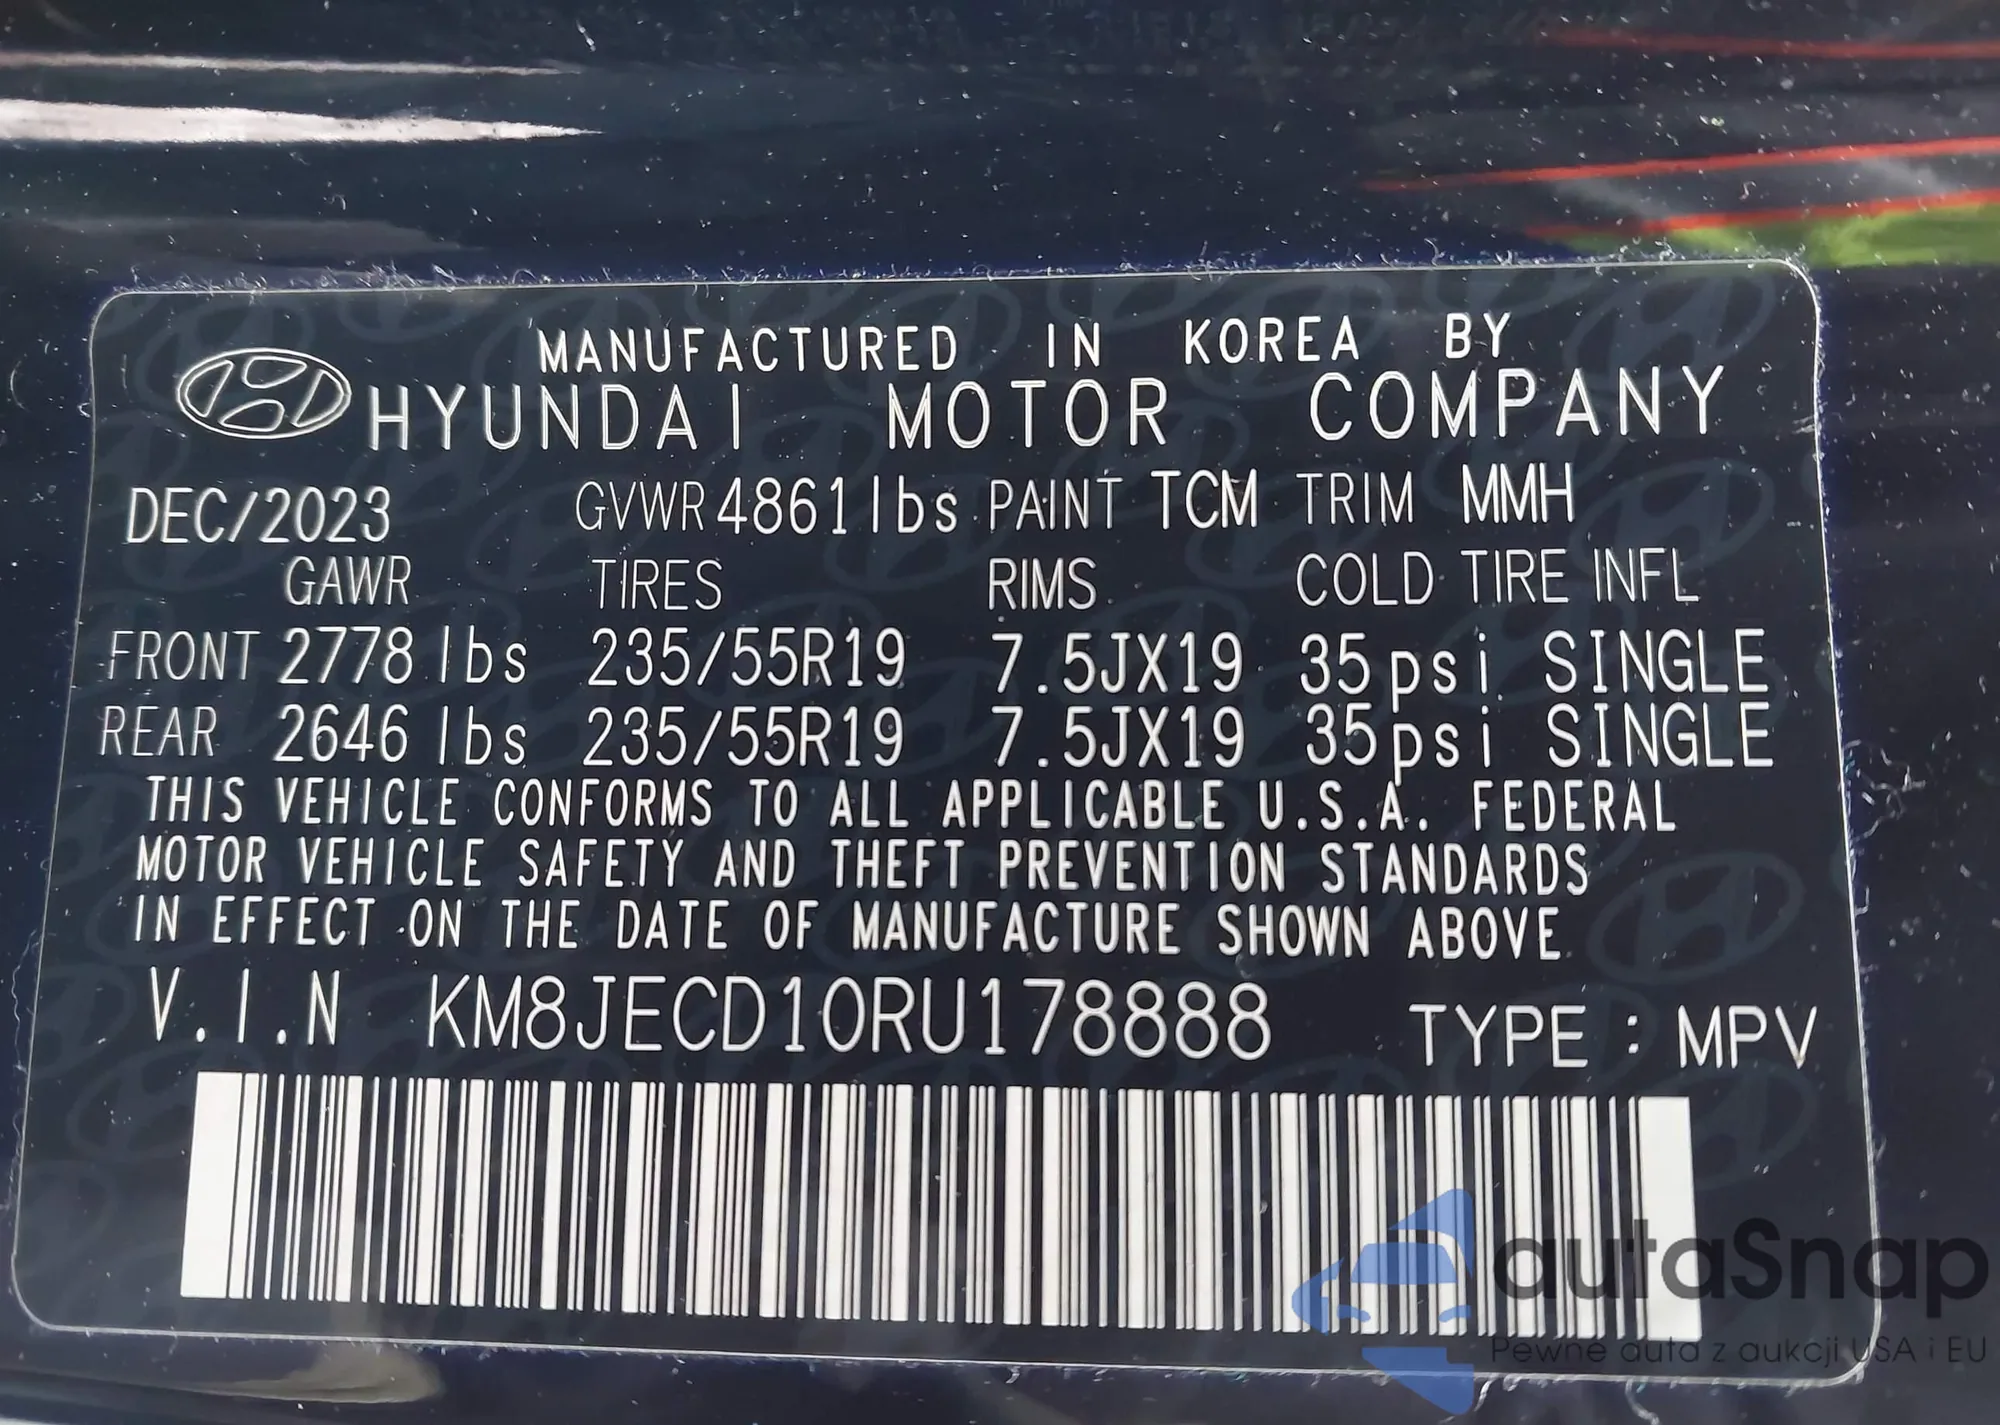 MANUFACTURED IN KOREA BY
HYUNDAI MOTOR COMPANY
DEC/2023 GVWR 4861lbs PAINT TCM TRIM MMH
GAWR TIRES RIMS COLD TIRE INFL
FRONT 2778 lbs 235/55R19 7.5JX19 35psi SINGLE
REAR 2646 lbs 235/55R19 7.5JX19 35psi SINGLE
THIS VEHICLE CONFORMS TO ALL APPLICABLE U.S.A. FEDERAL
MOTOR VEHICLE SAFETY AND THEFT PREVENTION STANDARDS
IN EFFECT ON THE DATE OF MANUFACTURE SHOWN ABOVE
V.I.N KM8JECD10RU178888 TYPE : MPV
autaSnap
Pewne auta z aukcji USA i EU